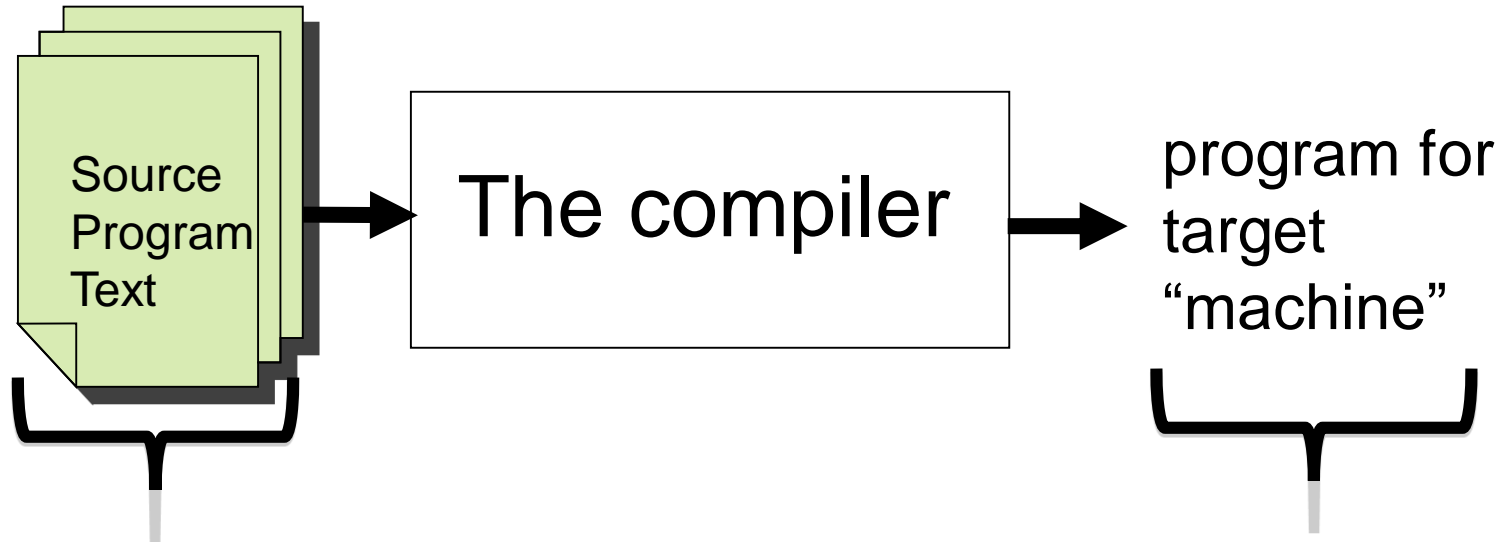 Source
Program
Text
The compiler
program for
target
“machine”